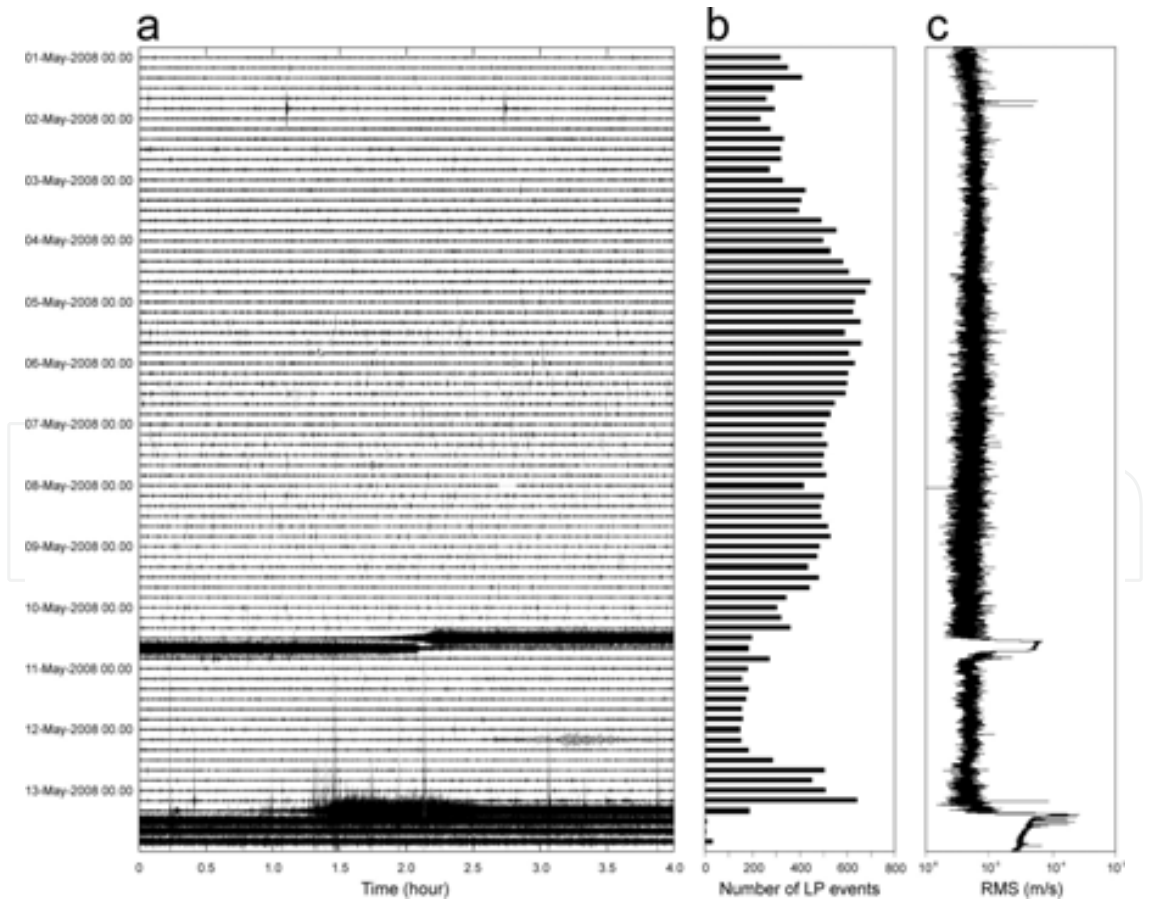 a
b
c
01-May-2008 00.00
02-May-2008 00.00
03-May-2008 00.00
04-May-2008 00.00
05-May-2008 00.00
06-May-2008 00.00
07-May-2008 00.00
08-May-2008 00.00
09-May-2008 00.00
10-May-2008 00.00
11-May-2008 00.00
12-May-2008 00.00
13-May-2008 00.00
0 0.5 1.0 1.5 2.0 2.5 3.0 3.5 4.0
Time (hour)
0 200 400 600 800
Number of LP events
RMS (m/s)